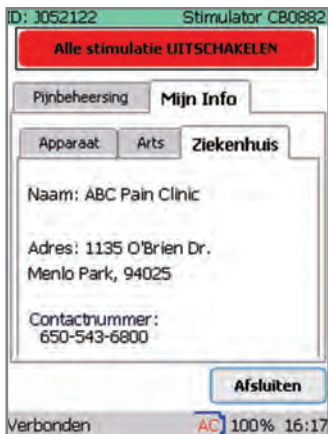 ID: J052122 Stimulator CB0882
Alle stimulatie UITSCHAKELEN
Pijnbeheersing Mijn Info
Apparaat Arts Ziekenhuis
Naam: ABC Pain Clinic
Adres: 1135 O'Brien Dr.
Menlo Park, 94025
Contactnummer:
650-543-6800
Afsluiten
Verbonden AC 100% 16:17